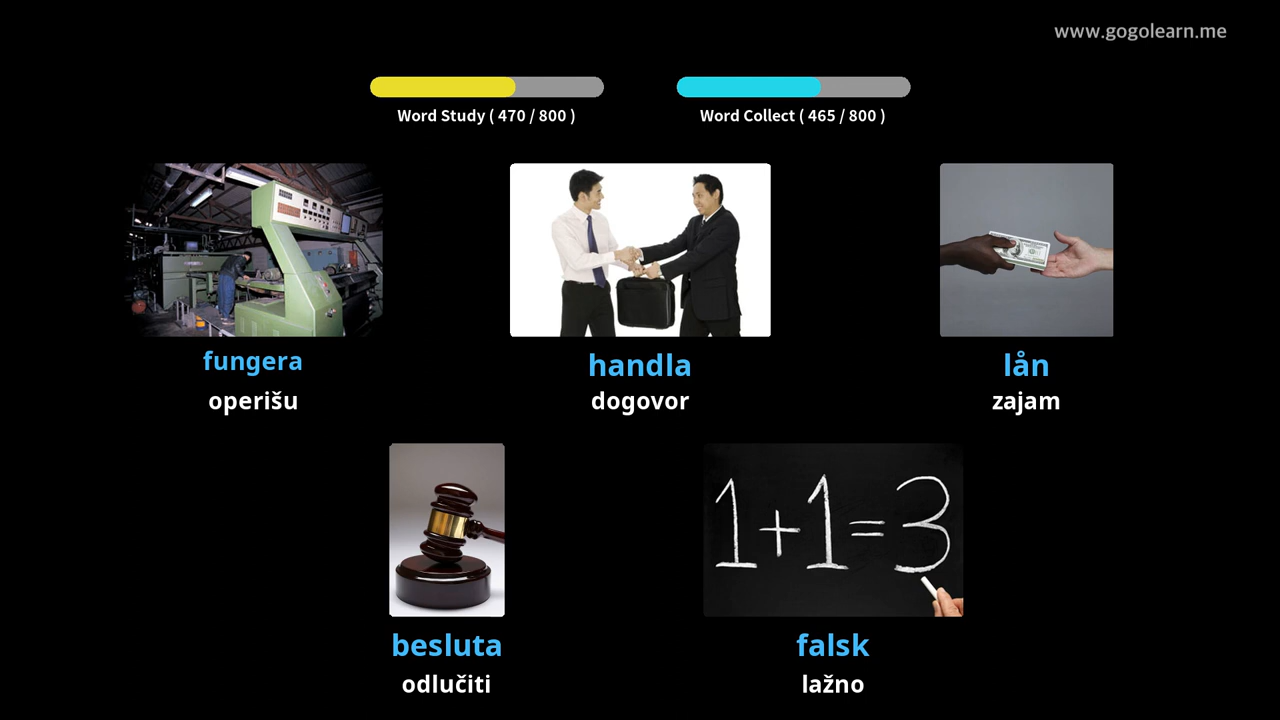 www.gogolearn.me
Word Study ( 470 / 800 )
Word Collect ( 465 / 800 )
fungera
operišu
handla
dogovor
lån
zajam
1+1=3
besluta
odlučiti
falsk
lažno